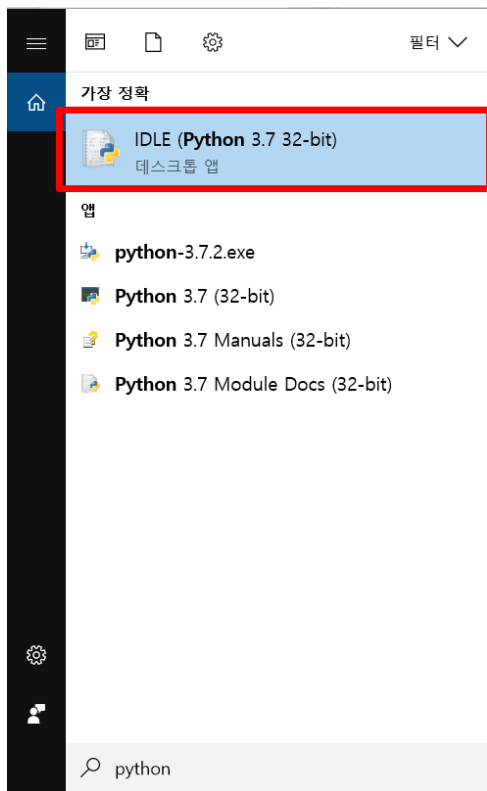 필터
가장 정확
IDLE (Python 3.7 32-bit)
데스크톱 앱
앱
python-3.7.2.exe
Python 3.7 (32-bit)
Python 3.7 Manuals (32-bit)
Python 3.7 Module Docs (32-bit)
python